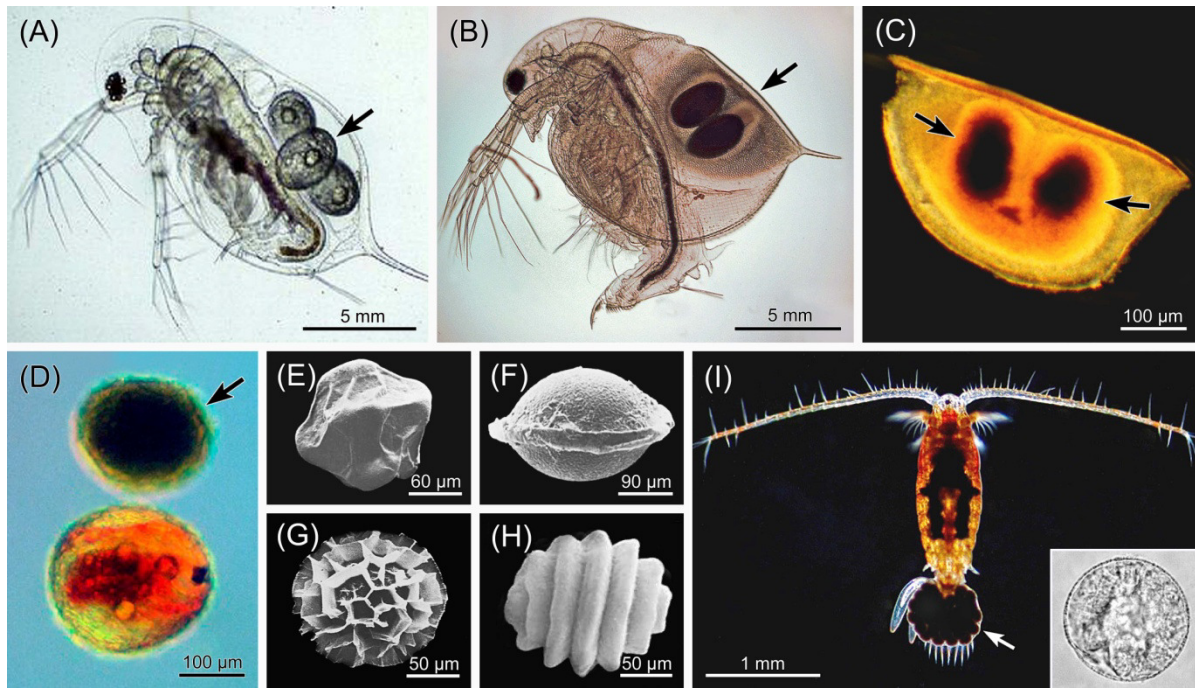 (A)
5 mm
(B)
5 mm
(C)
100 µm
(D)
100 µm
(E)
60 µm
(F)
90 µm
(G)
50 µm
(H)
50 µm
(I)
1 mm